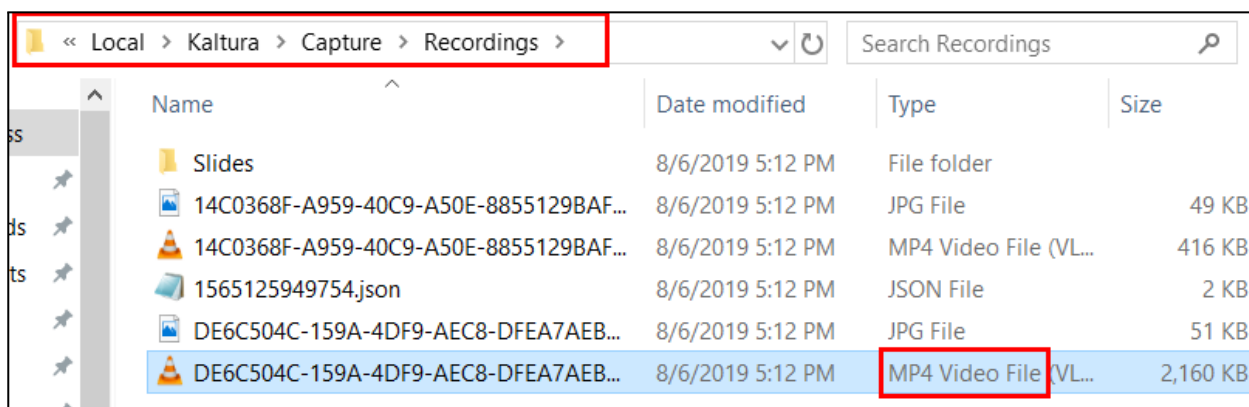 « Local > Kaltura > Capture > Recordings > Search Recordings
Name Date modified Type Size
ss
Slides 8/6/2019 5:12 PM File folder
14C0368F-A959-40C9-A50E-8855129BAF... 8/6/2019 5:12 PM JPG File 49 KB
ds
14C0368F-A959-40C9-A50E-8855129BAF... 8/6/2019 5:12 PM MP4 Video File (VL... 416 KB
ts
1565125949754.json 8/6/2019 5:12 PM JSON File 2 KB
DE6C504C-159A-4DF9-AEC8-DFEA7AEB... 8/6/2019 5:12 PM JPG File 51 KB
DE6C504C-159A-4DF9-AEC8-DFEA7AEB... 8/6/2019 5:12 PM MP4 Video File (VL... 2,160 KB